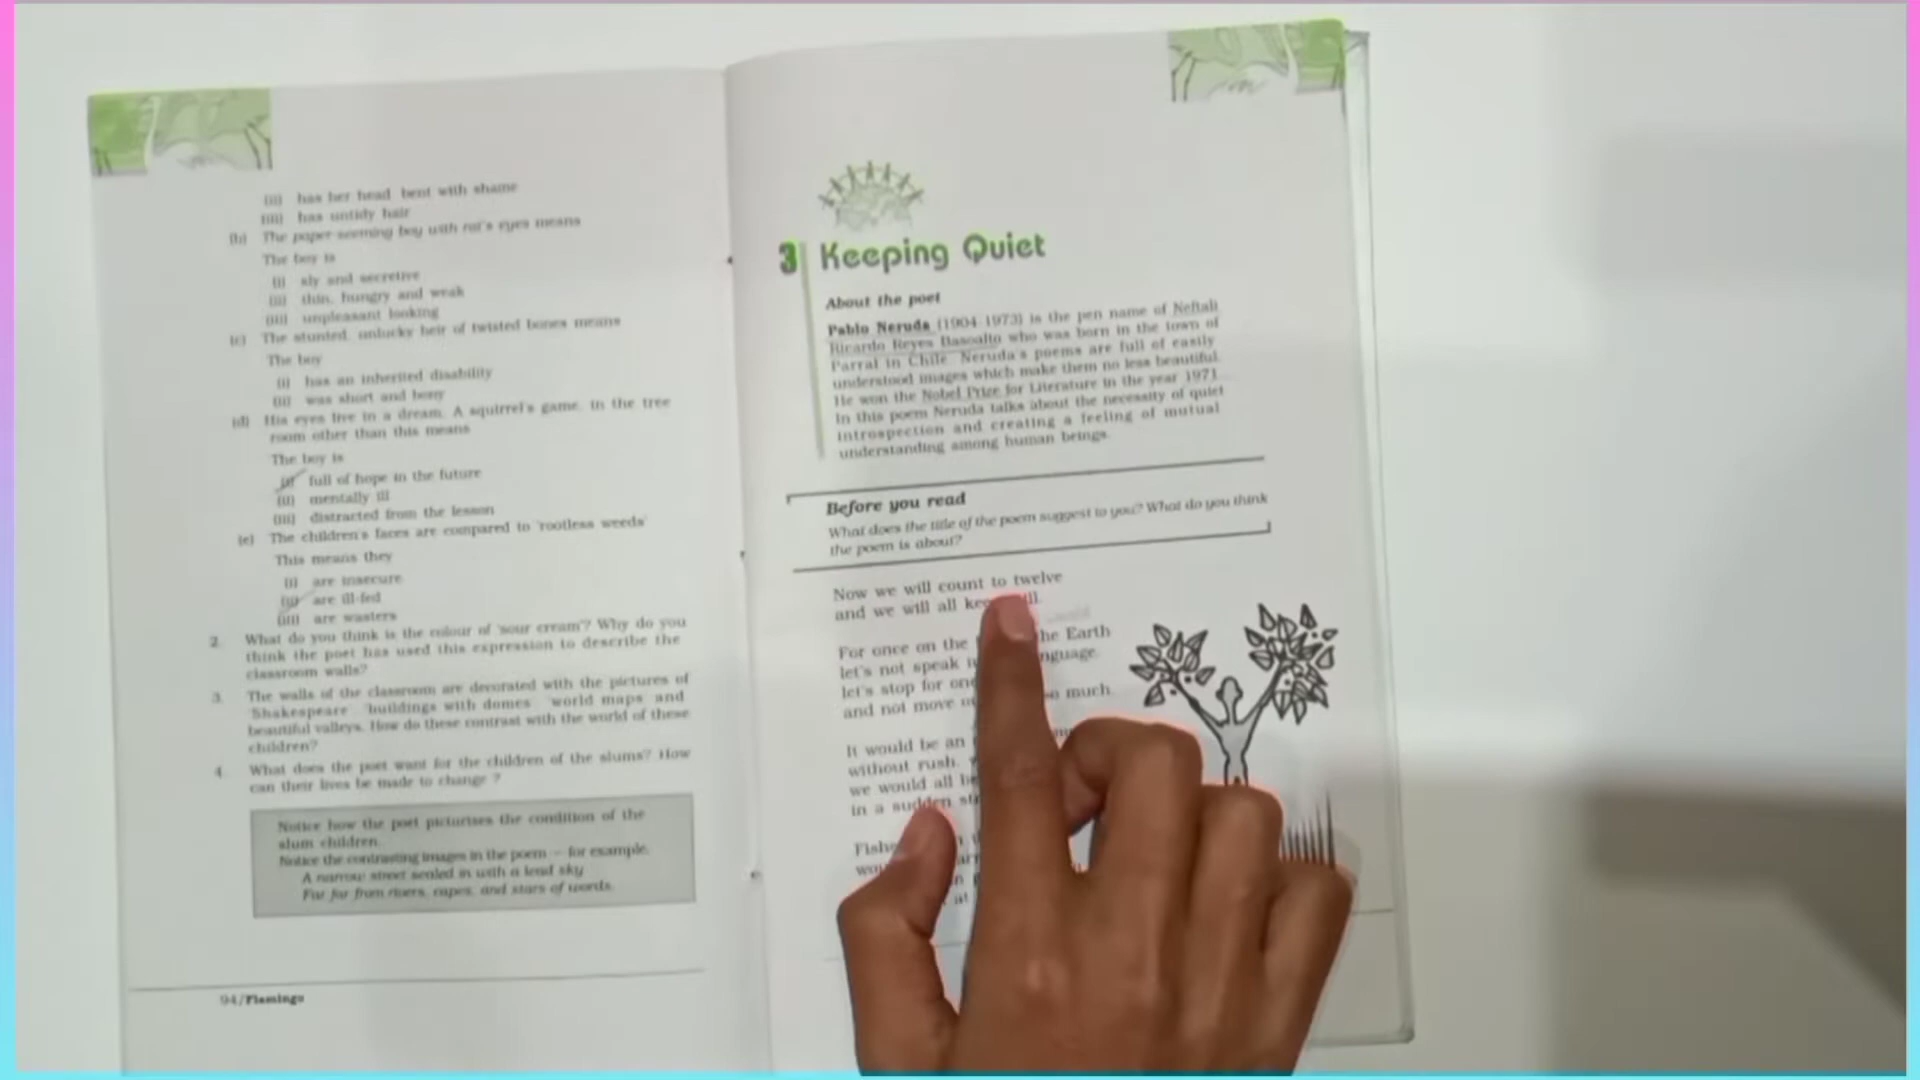 (ii) has her head bent with shame
(iii) has untidy hair
(b) The paper-seeming boy with rat's eyes means
The boy is
(i) sly and secretive
(ii) thin, hungry and weak
(iii) unpleasant looking
(c) The stunted, unlucky heir of twisted bones means
The boy
(i) has an inherited disability
(ii) was short and bony
(d) His eyes live in a dream. A squirrel's game, in the tree
room other than this means
The boy is
(i) full of hope in the future
(ii) mentally ill
(iii) distracted from the lesson
(e) The children's faces are compared to 'rootless weeds'
This means they
(i) are insecure
(ii) are ill-fed
(iii) are wasters
2. What do you think is the colour of 'sour cream'? Why do you
think the poet has used this expression to describe the
classroom walls?
3. The walls of the classroom are decorated with the pictures of
'Shakespeare' 'buildings with domes' 'world maps' and
beautiful valleys. How do these contrast with the world of these
children?
4. What does the poet want for the children of the slums? How
can their lives be made to change ?
Notice how the poet picturises the condition of the
slum children.
Notice the contrasting images in the poem — for example,
A narrow street sealed in with a lead sky
Far far from rivers, capes, and stars of words.
94/Flamingo
3 Keeping Quiet
About the poet
Pablo Neruda (1904-1973) is the pen name of Neftali
Ricardo Reyes Basoalto who was born in the town of
Parral in Chile. Neruda's poems are full of easily
understood images which make them no less beautiful.
He won the Nobel Prize for Literature in the year 1971.
In this poem Neruda talks about the necessity of quiet
introspection and creating a feeling of mutual
understanding among human beings.
Before you read
What does the title of the poem suggest to you? What do you think
the poem is about?
Now we will count to twelve
and we will all
For once on the the Earth
let's not speak
let's stop for
and not move so much.
It would be an
without rush,
we would all
in a sudden
at